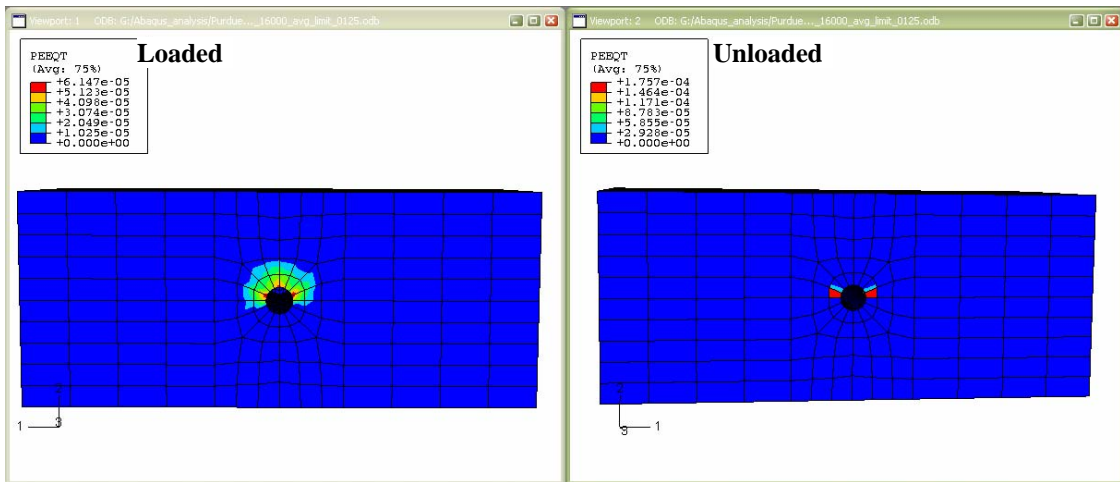 Viewport: 1 ODB: G:/Abaqus_analysis/Purdue..._16000_avg_limit_0125.odb
Loaded
PEEQT
(Avg: 75%)
+6.147e-05
+5.123e-05
+4.098e-05
+3.074e-05
+2.049e-05
+1.025e-05
+0.000e+00
2
1
3
Viewport: 2 ODB: G:/Abaqus_analysis/Purdue..._16000_avg_limit_0125.odb
Unloaded
PEEQT
(Avg: 75%)
+1.757e-04
+1.464e-04
+1.171e-04
+8.783e-05
+5.855e-05
+2.928e-05
+0.000e+00
2
3
1